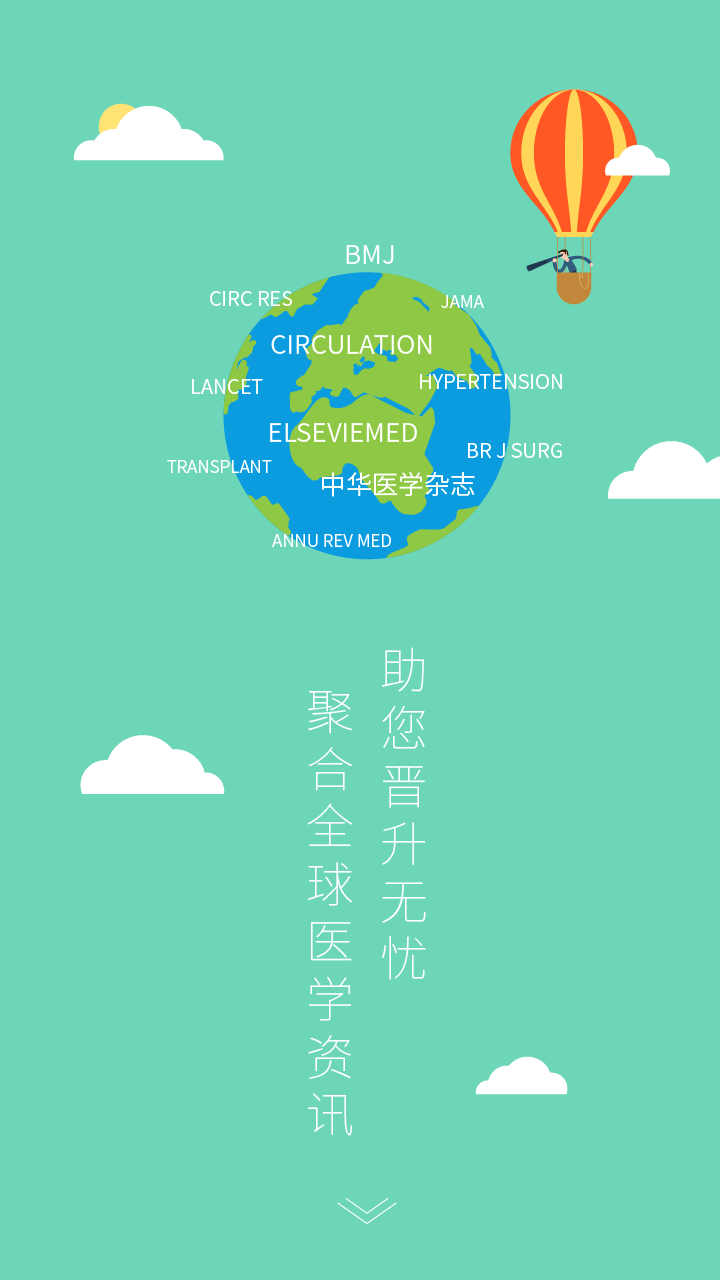 BMJ
CIRC RES
JAMA
CIRCULATION
HYPERTENSION
LANCET
ELSEVIEMED
BR J SURG
TRANSPLANT
中华医学杂志
ANNU REV MED
助您晋升无忧
聚合全球医学资讯